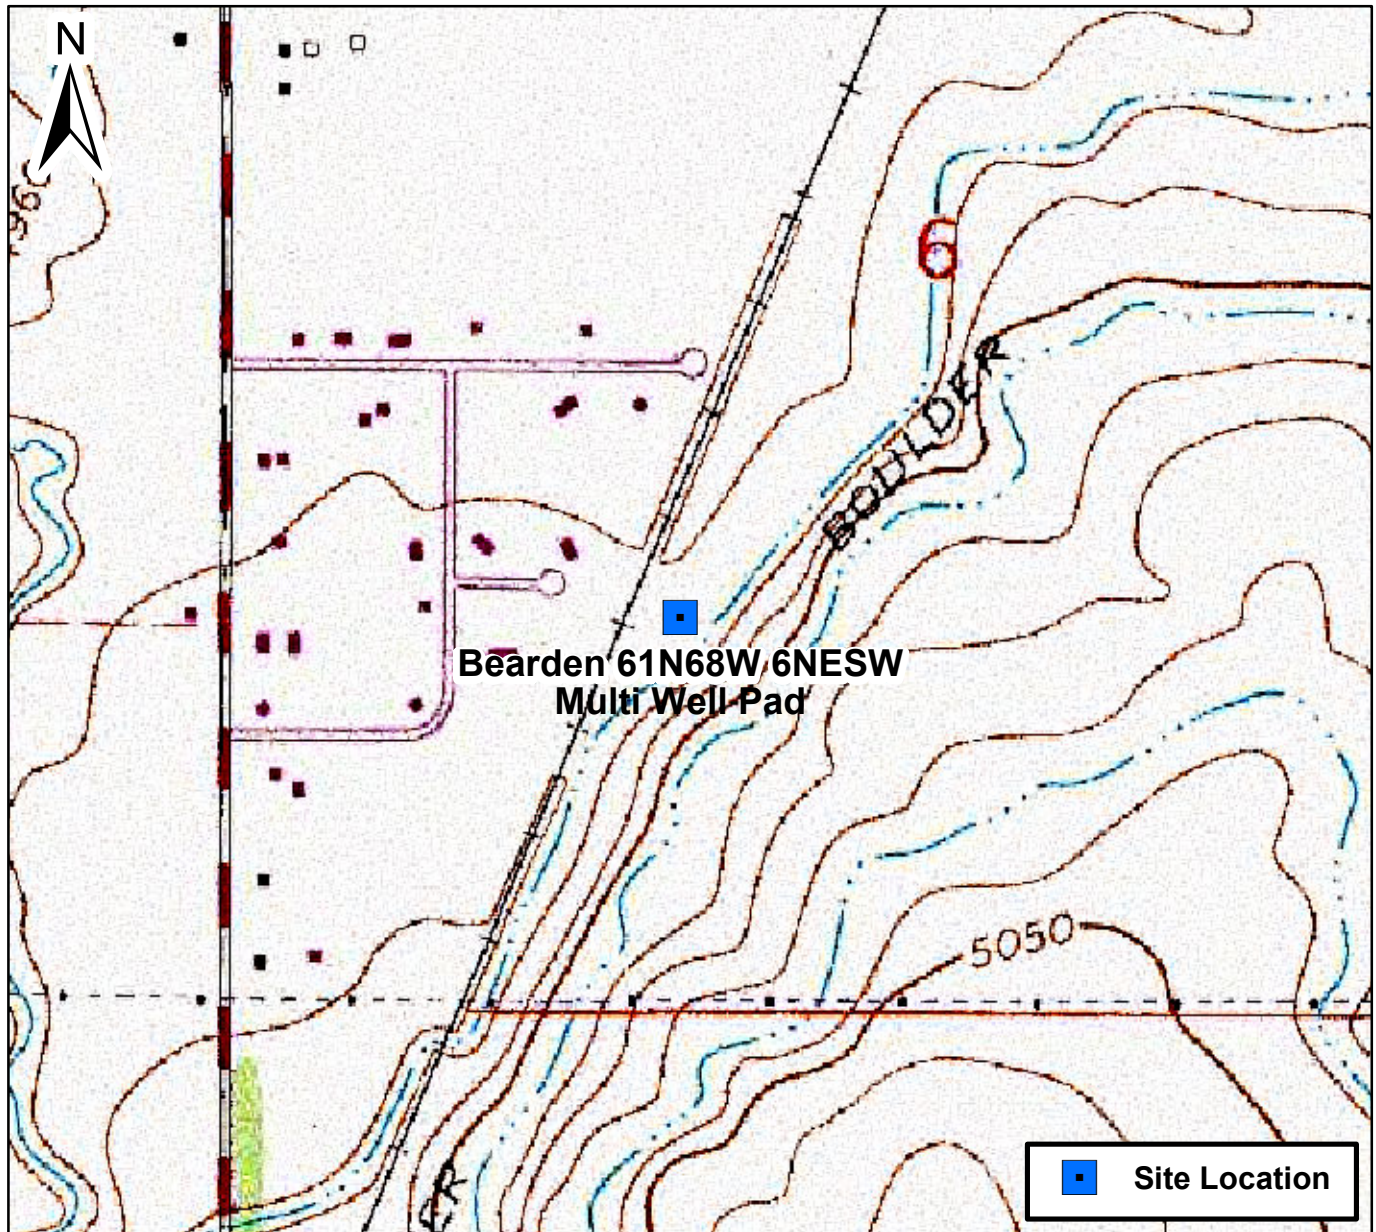 N
6
BOULDER
Bearden 61N68W 6NESW
Multi Well Pad
5050
Site Location